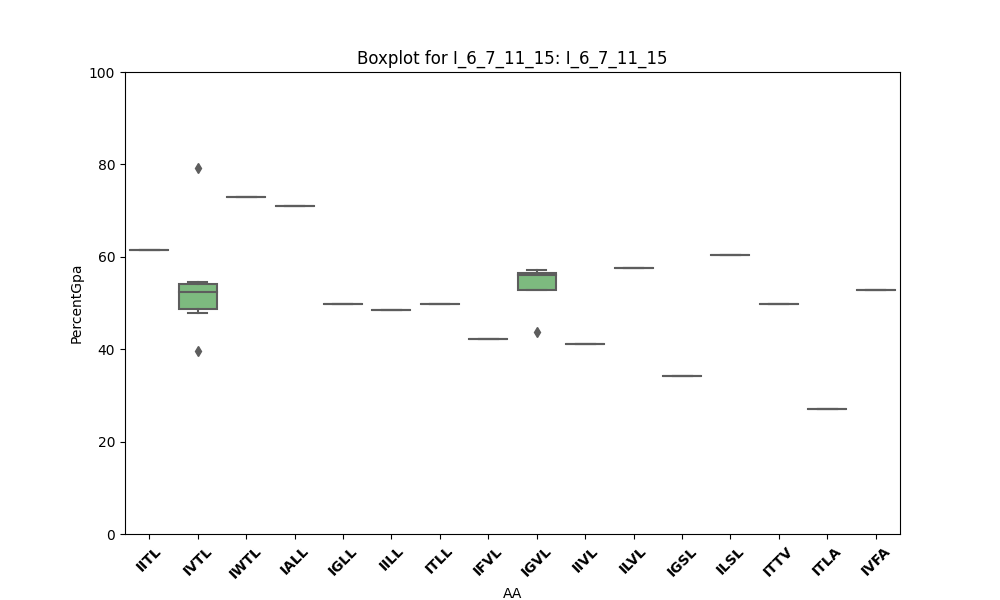 Boxplot for I_6_7_11_15: I_6_7_11_15
100
80
60
40
20
0
PercentGpa
IITL
IVTL
IWTL
IALL
IGLL
IILL
ITLL
IFVL
IGVL
IIVL
ILVL
IGSL
ILSL
ITTV
ITLA
IVFA
AA